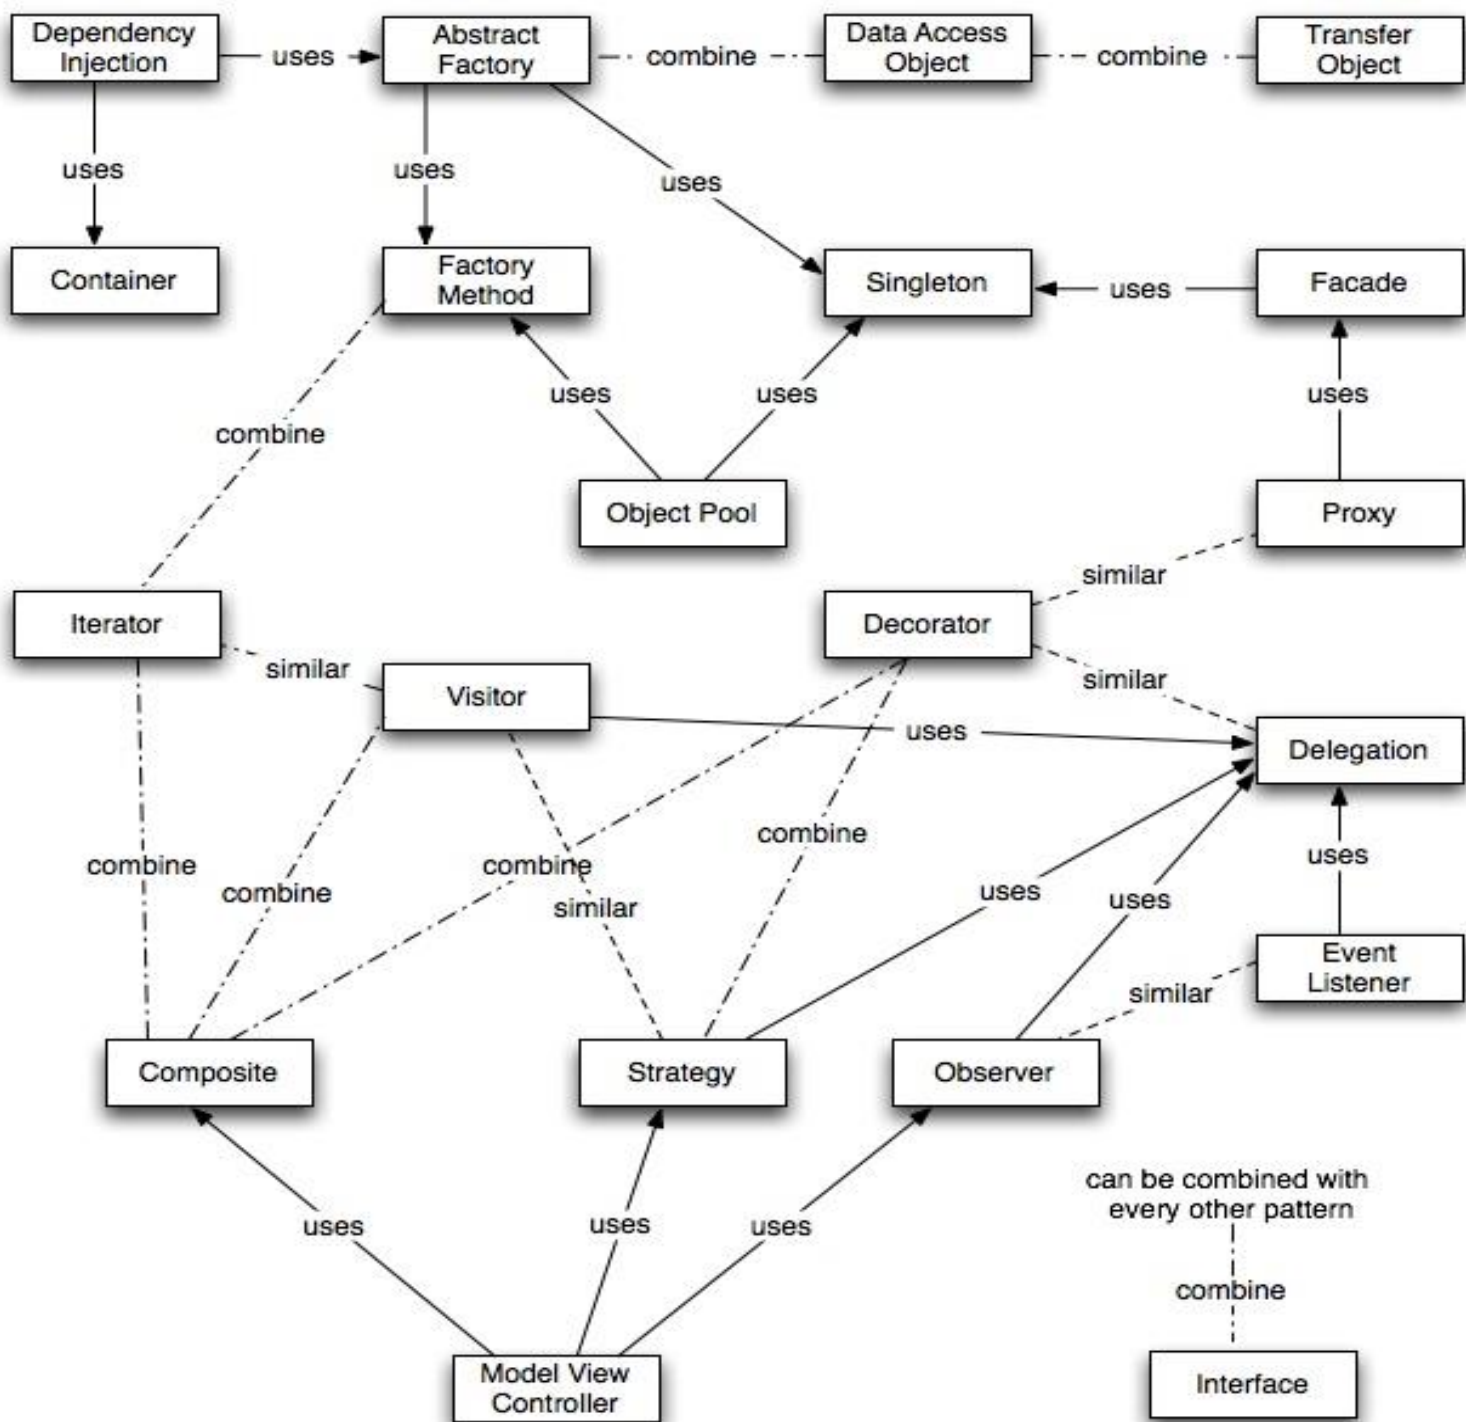 Dependency
Injection
uses
Abstract
Factory
combine
Data Access
Object
combine
Transfer
Object
uses
uses
uses
Container
Factory
Method
Singleton
uses
Facade
uses
uses
uses
combine
Object Pool
Proxy
similar
Iterator
Decorator
similar
similar
Visitor
uses
Delegation
combine
uses
combine
combine
combine
uses
uses
similar
Event
Listener
similar
Composite
Strategy
Observer
can be combined with
every other pattern
uses
uses
uses
combine
Model View
Controller
Interface